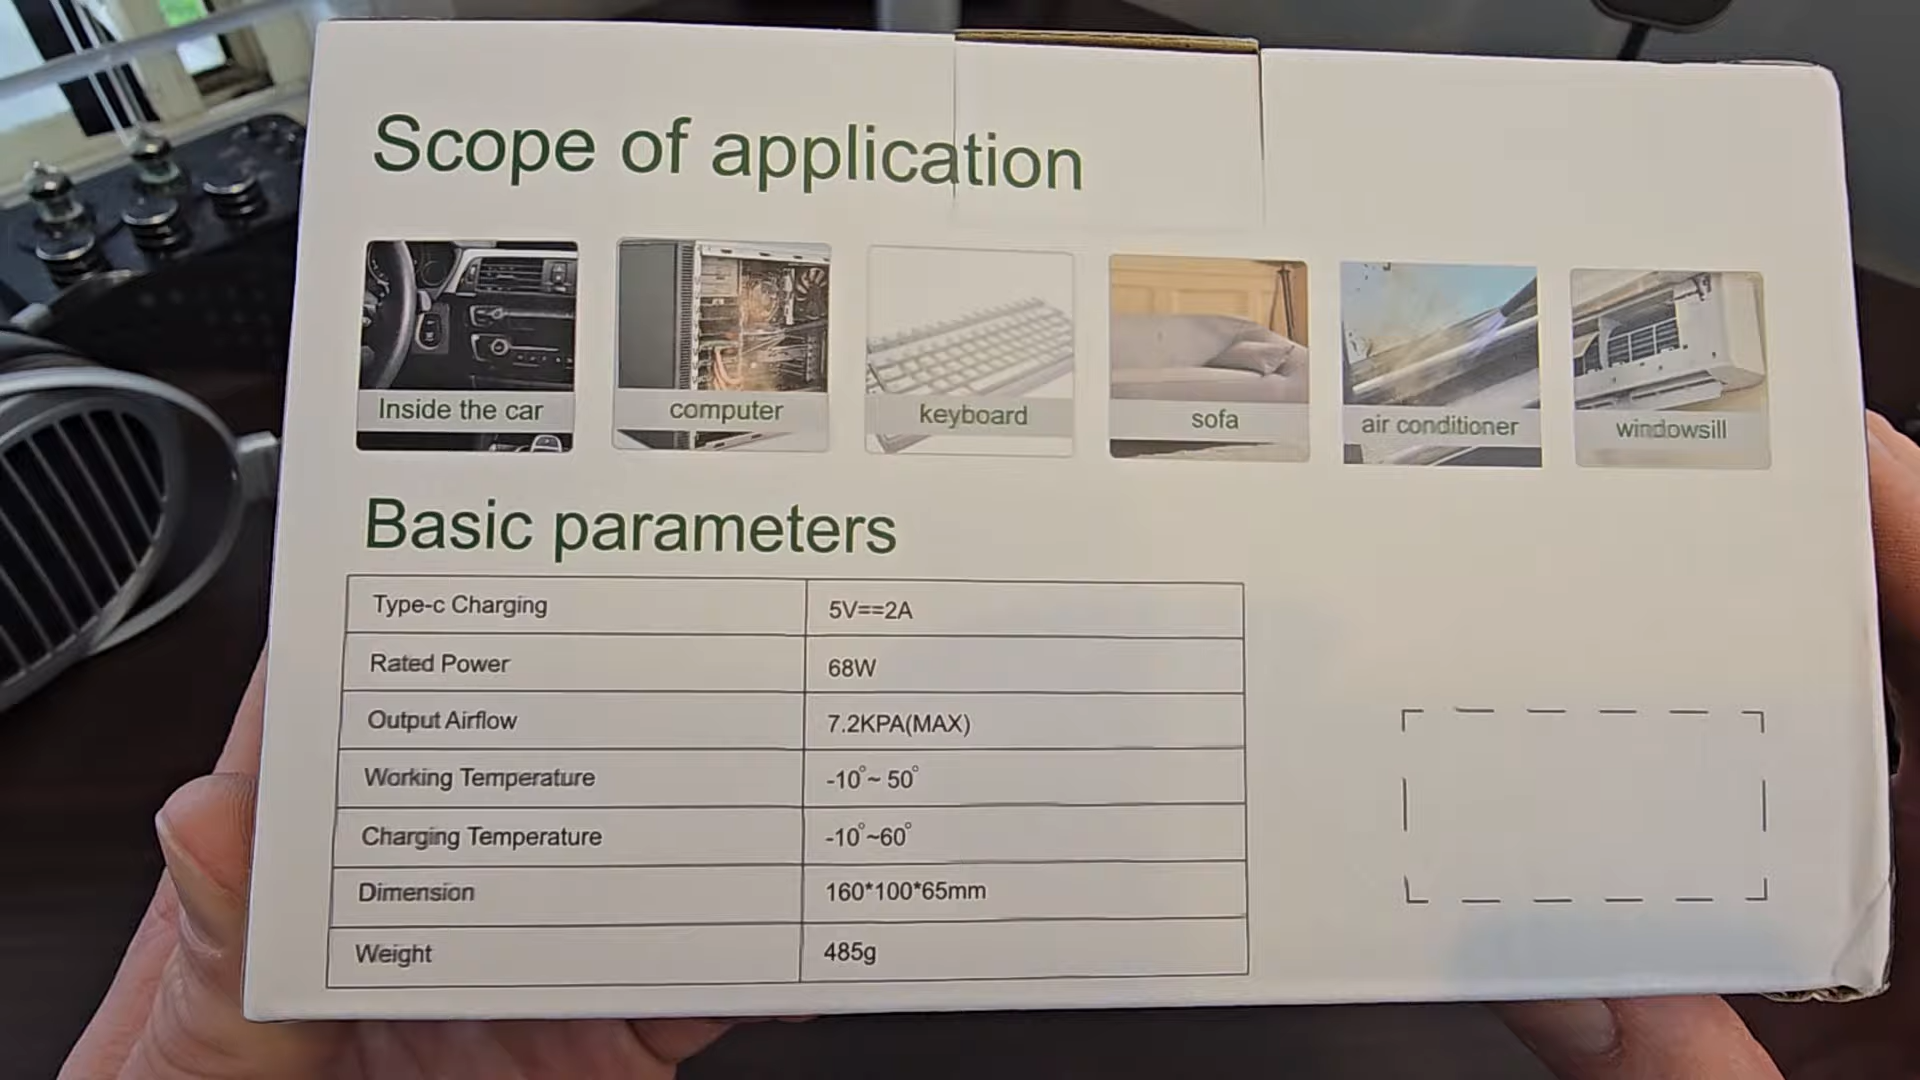 Scope of application
Inside the car
computer
keyboard
sofa
air conditioner
windowsill
Basic parameters
Type-c Charging 5V==2A
Rated Power 68W
Output Airflow 7.2KPA(MAX)
Working Temperature -10°~ 50°
Charging Temperature -10°~60°
Dimension 160*100*65mm
Weight 485g